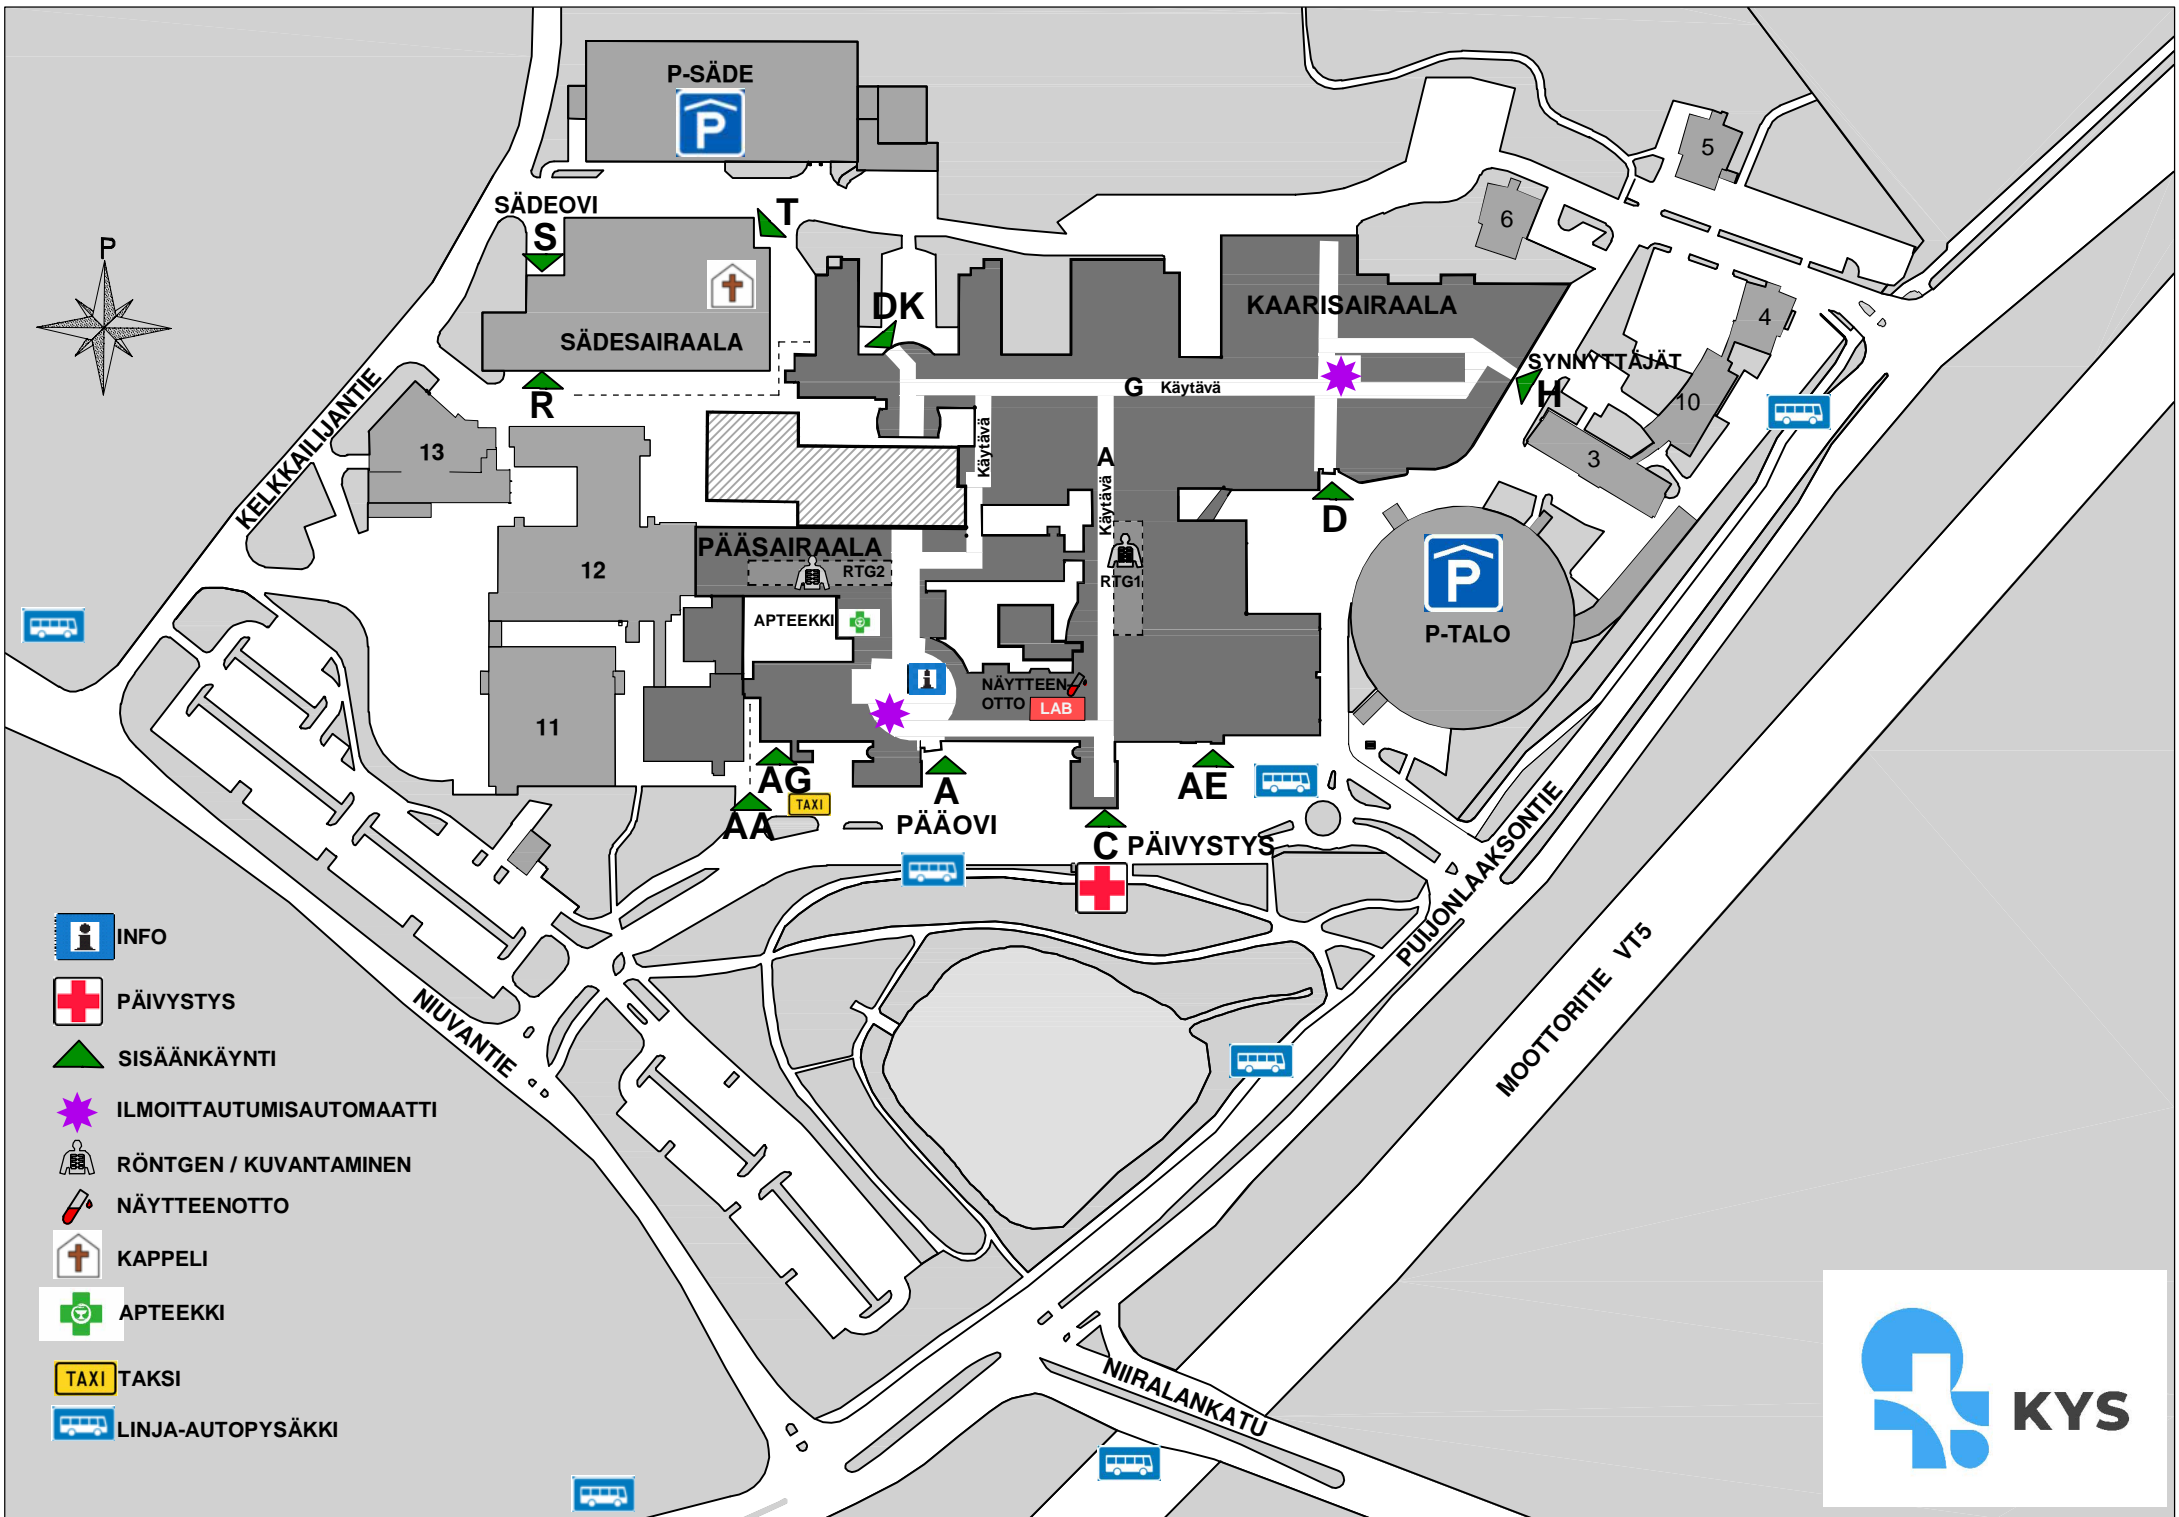 P-SÄDE
P
5
SÄDEOVI
S
T
6
P
DK
KAARISAIRAALA
4
SÄDESAIRAALA
SYNNYTTÄJÄT
R
G Käytävä
H
10
KELKKAILIJANTIE
13
Käytävä
A
Käytävä
3
D
PÄÄSAIRAALA
12
RTG2
RTG1
P
P-TALO
APTEEKKI
i
NÄYTTEEN-
OTTO
LAB
11
AG
A
AE
TAXI
AA
PÄÄOVI
C PÄIVYSTYS
PUIJONLAAKSONTIE
MOOTTORITIE VT5
NIUVANTIE
NIIRALANKATU
i INFO
PÄIVYSTYS
SISÄÄNKÄYNTI
ILMOITTAUTUMISAUTOMAATTI
RÖNTGEN / KUVANTAMINEN
NÄYTTEENOTTO
KAPPELI
APTEEKKI
TAXI TAKSI
LINJA-AUTOPYSÄKKI
KYS